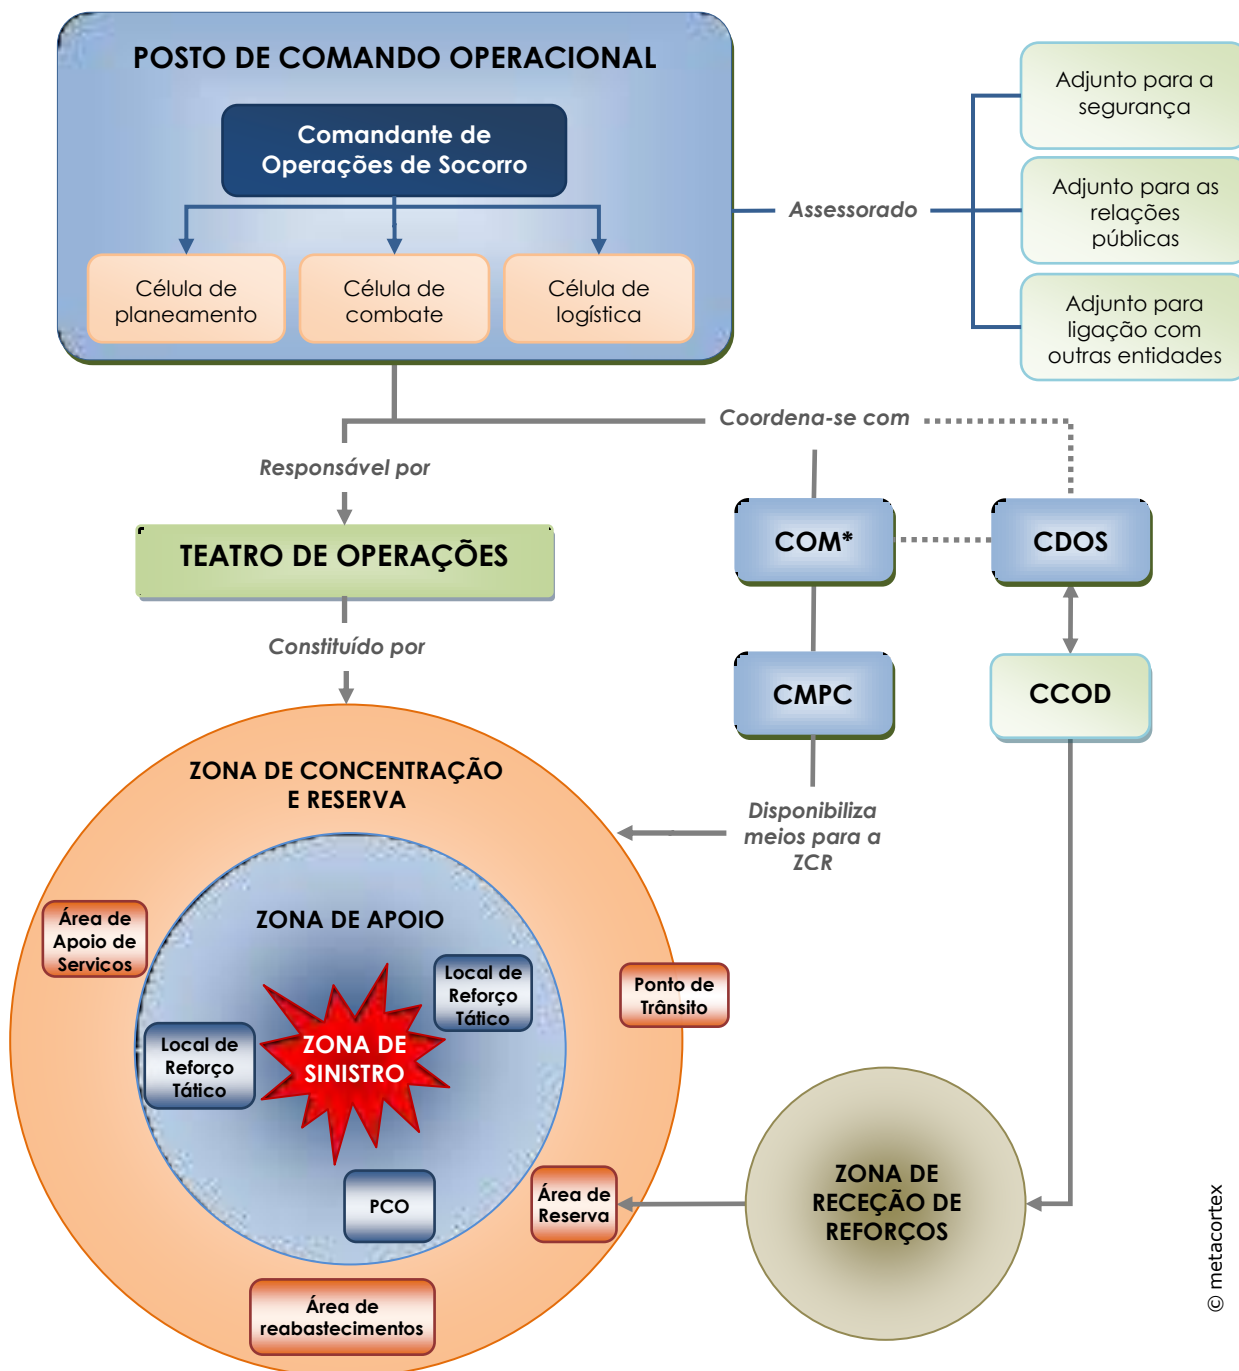 POSTO DE COMANDO OPERACIONAL
Comandante de
Operações de Socorro
Célula de
planeamento
Célula de
combate
Célula de
logística
Assessorado
Adjunto para a
segurança
Adjunto para as
relações
públicas
Adjunto para
ligação com
outras entidades
Coordena-se com
Responsável por
TEATRO DE OPERAÇÕES
COM*
CDOS
Constituído por
CMPC
CCOD
ZONA DE CONCENTRAÇÃO
E RESERVA
Disponibiliza
meios para a
ZCR
ZONA DE APOIO
Área de
Apoio de
Serviços
Local de
Reforço
Tático
Ponto de
Trânsito
Local de
Reforço
Tático
ZONA DE
SINISTRO
PCO
Área de
Reserva
ZONA DE
RECEÇÃO DE
REFORÇOS
Área de
reabastecimentos
© metacortex